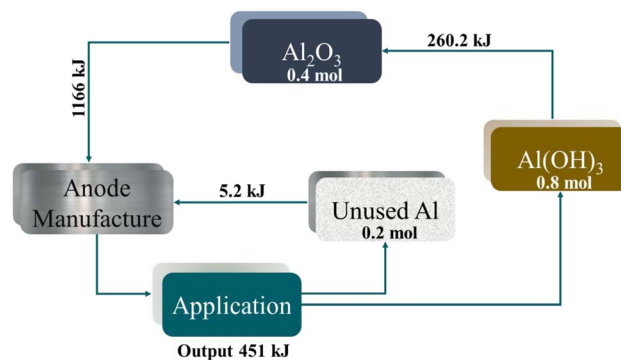 Al₂O₃
0.4 mol
260.2 kJ
1166 kJ
Al(OH)₃
0.8 mol
Anode
Manufacture
5.2 kJ
Unused Al
0.2 mol
Application
Output 451 kJ